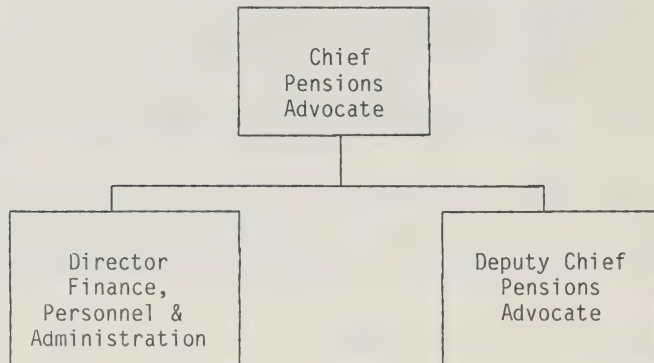 Chief
Pensions
Advocate
Director
Finance,
Personnel &
Administration
Deputy Chief
Pensions
Advocate